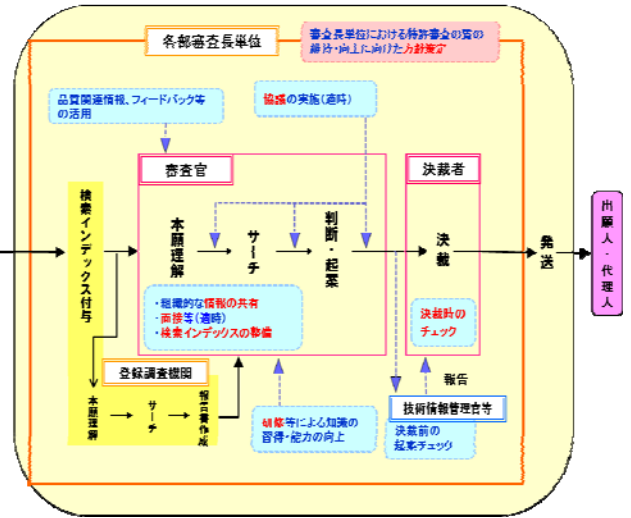 各部審査長単位
審査長単位における特許審査の質の
維持・向上に向けた方針策定
品質関連情報、フィードバック等
の活用
協議の実施(適時)
審査官
決裁者
検索インデックス付与
本願理解
サーチ
判断・起案
決裁
発送
出願人・代理人
・組織的な情報の共有
・面接等(適時)
・検索インデックスの整備
決裁時の
チェック
登録調査機関
本願理解
サーチ
報告書作成
報告
技術情報管理官等
研修等による知識の
習得・能力の向上
決裁前の
起案チェック